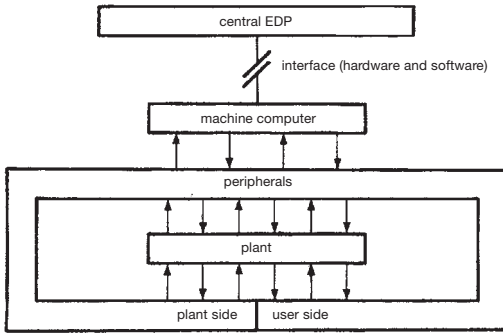 central EDP
interface (hardware and software)
machine computer
peripherals
plant
plant side
user side